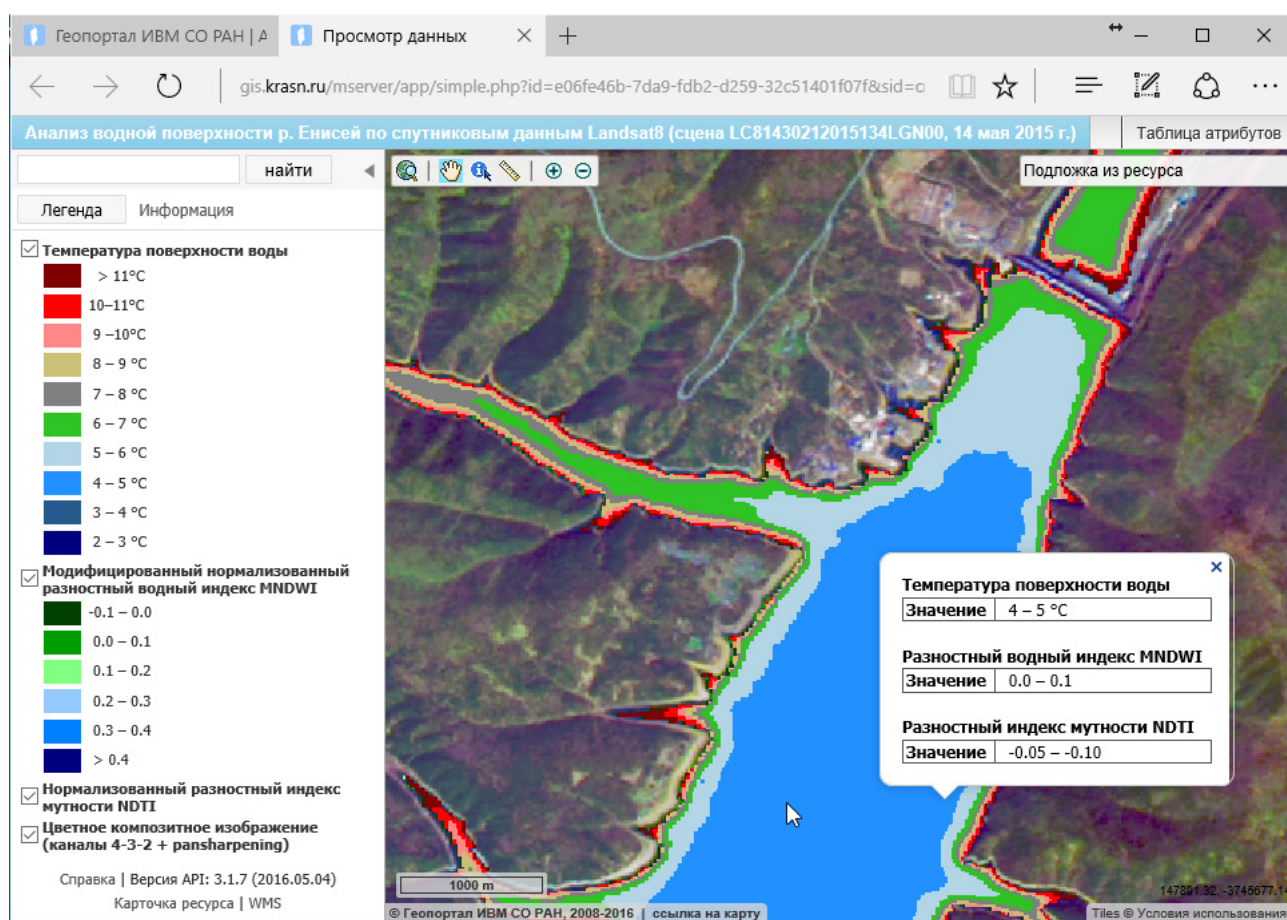 Геопортал ИВМ СО РАН | А
Просмотр данных
gis.krasn.ru/mserver/app/simple.php?id=e06fe46b-7da9-fdb2-d259-32c51401f07f&sid=c
Анализ водной поверхности р. Енисей по спутниковым данным Landsat8 (сцена LC81430212015134LGN00, 14 мая 2015 г.)
Таблица атрибутов
найти
Подложка из ресурса
Легенда
Информация
Температура поверхности воды
> 11°C
10–11°C
9 –10°C
8 – 9 °C
7 – 8 °C
6 – 7 °C
5 – 6 °C
4 – 5 °C
3 – 4 °C
2 – 3 °C
Модифицированный нормализованный
разностный водный индекс MNDWI
-0.1 – 0.0
0.0 – 0.1
0.1 – 0.2
0.2 – 0.3
0.3 – 0.4
> 0.4
Нормализованный разностный индекс
мутности NDTI
Цветное композитное изображение
(каналы 4-3-2 + pansharpening)
Справка | Версия API: 3.1.7 (2016.05.04)
Карточка ресурса | WMS
Температура поверхности воды
Значение 4 – 5 °C
Разностный водный индекс MNDWI
Значение 0.0 – 0.1
Разностный индекс мутности NDTI
Значение -0.05 – -0.10
1000 m
147891.32, -3745677.14
© Геопортал ИВМ СО РАН, 2008-2016 | ссылка на карту
Tiles © Условия использования